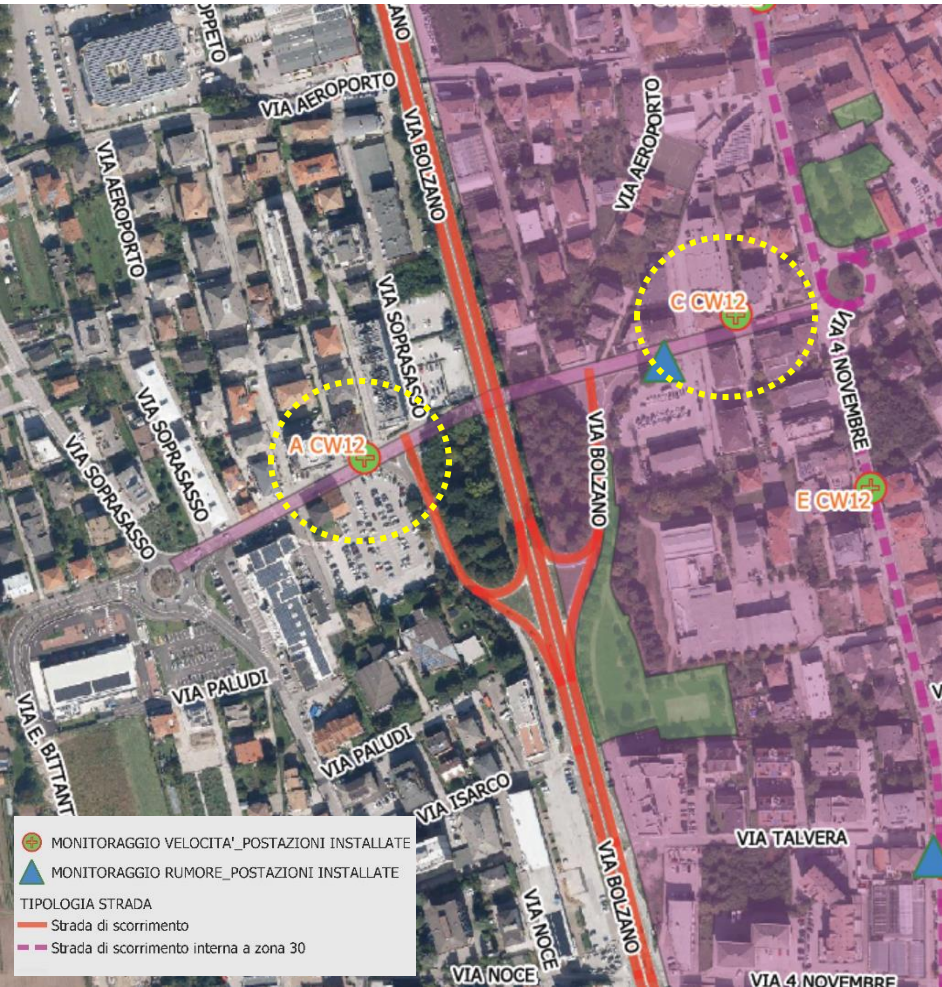 OPPETO
ZANO
VIA AEROPORTO
VIA BOLZANO
VIA AEROPORTO
VIA AEROPORTO
VIA SOPRASASSO
C CW12
VIA 4 NOVEMBRE
VIA SOPRASASSO
A CW12
VIA BOLZANO
VIA SOPRASASSO
E CW12
VIA PALUDI
VIA E. BITTANT
VIA PALUDI
VIA ISARCO
VIA TALVERA
VIA BOLZANO
VIA NOCE
VIA NOCE
VIA 4 NOVEMBRE
MONITORAGGIO VELOCITA'_POSTAZIONI INSTALLATE
MONITORAGGIO RUMORE_POSTAZIONI INSTALLATE
TIPOLOGIA STRADA
Strada di scorrimento
Strada di scorrimento interna a zona 30